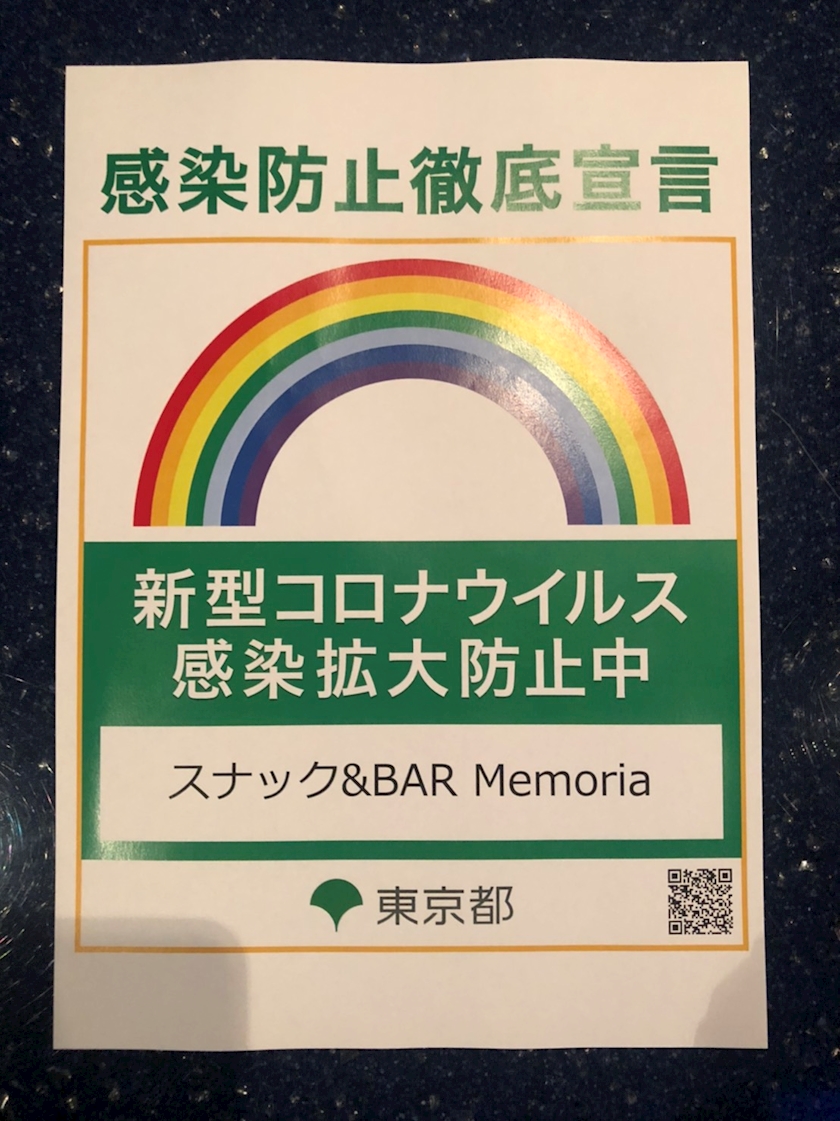 感染防止徹底宣言
新型コロナウイルス
感染拡大防止中
スナック&BAR Memoria
東京都